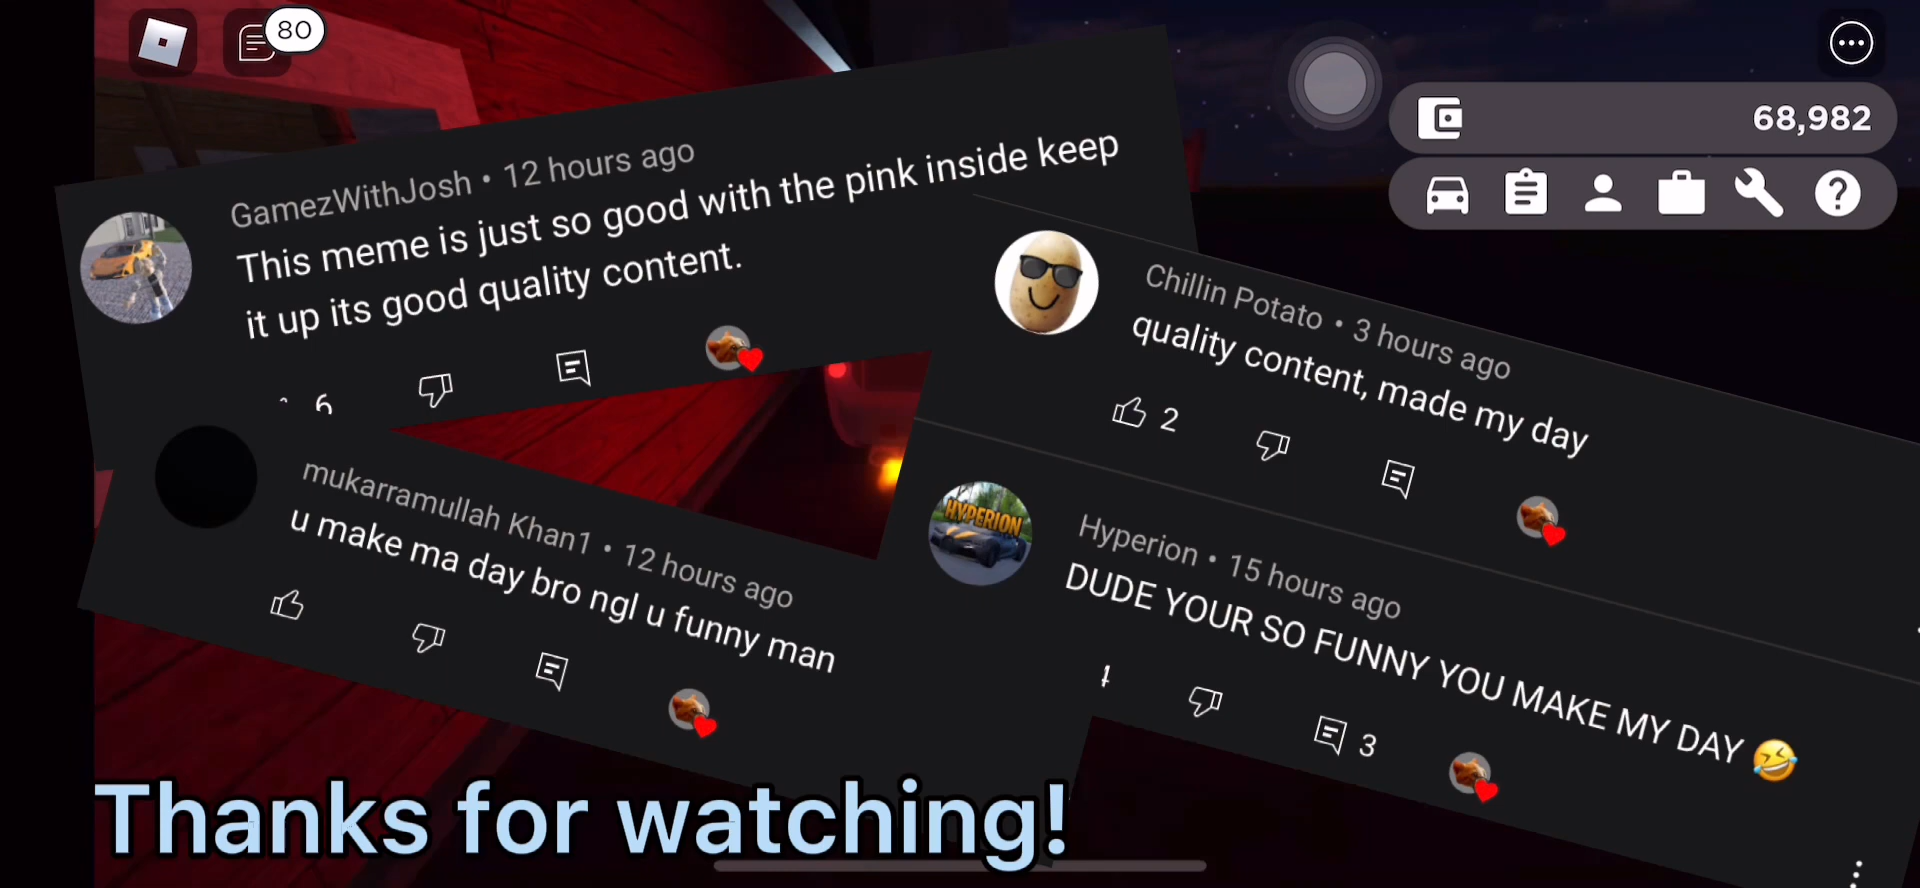 80
68,982
GamezWithJosh • 12 hours ago
This meme is just so good with the pink inside keep
it up its good quality content.
6
Chillin Potato • 3 hours ago
quality content, made my day
2
mukarramullah Khan1 • 12 hours ago
u make ma day bro ngl u funny man
HYPERION
Hyperion • 15 hours ago
DUDE YOUR SO FUNNY YOU MAKE MY DAY 🤣
3
Thanks for watching!